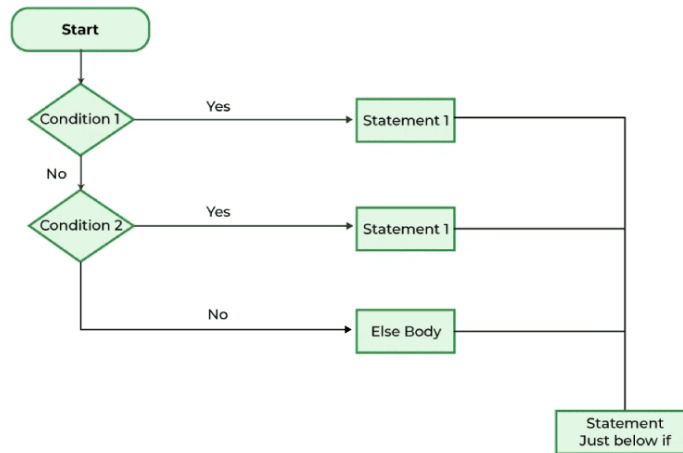 Start
Condition 1
Yes
Statement 1
No
Condition 2
Yes
Statement 1
No
Else Body
Statement
Just below if